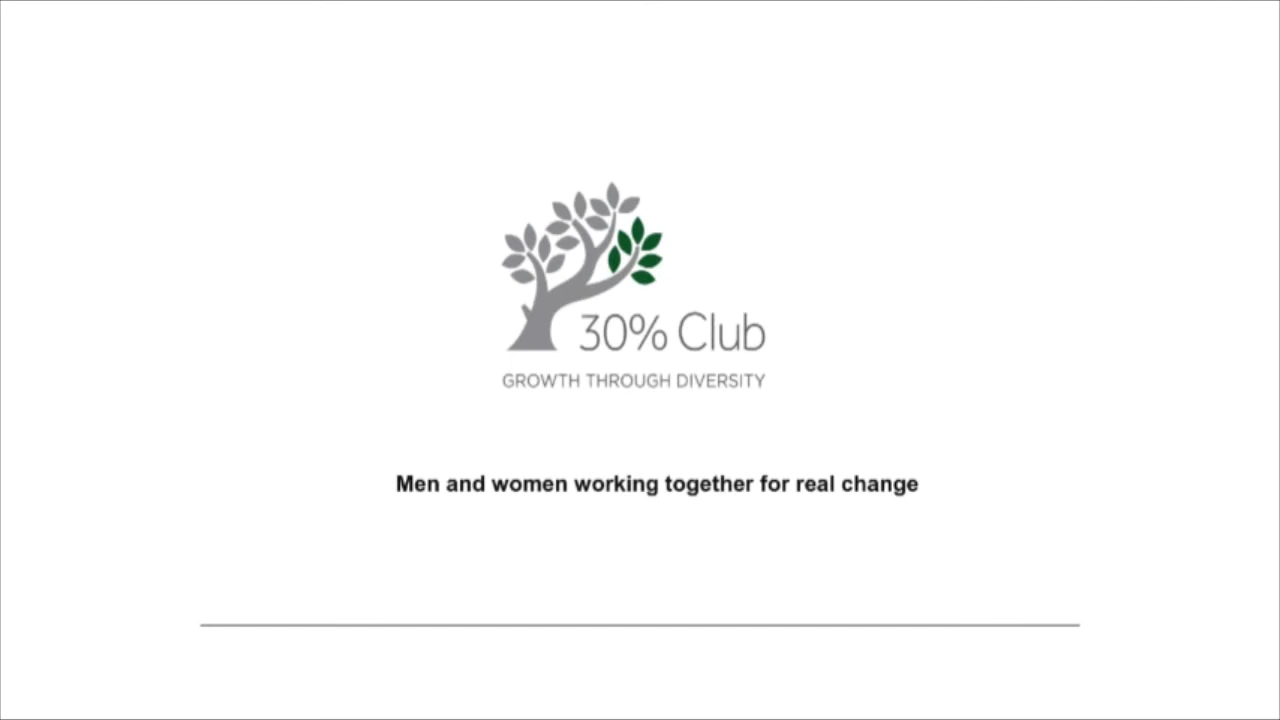 30% Club
GROWTH THROUGH DIVERSITY
Men and women working together for real change